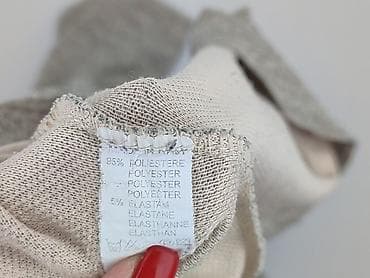 95% POLIESTERE
POLYESTER
POLYESTER
POLYESTER
5% ELASTAN
ELASTANE
ELASTHANNE
ELASTHAN